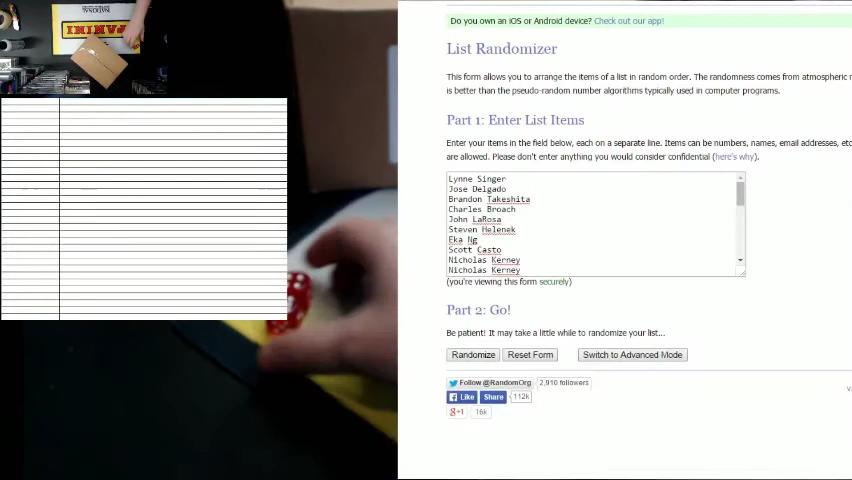 NATIONAL
PANINI
Do you own an iOS or Android device? Check out our app!
List Randomizer
This form allows you to arrange the items of a list in random order. The randomness comes from atmospheric
is better than the pseudo-random number algorithms typically used in computer programs.
Part 1: Enter List Items
Enter your items in the field below, each on a separate line. Items can be numbers, names, email addresses, etc
are allowed. Please don't enter anything you would consider confidential (here's why).
Lynne Singer
Jose Delgado
Brandon Takeshita
Charles Broach
John LaRosa
Steven Helenek
Eka Ng
Scott Casto
Nicholas Kerney
Nicholas Kerney
(you're viewing this form securely)
Part 2: Go!
Be patient! It may take a little while to randomize your list...
Randomize Reset Form Switch to Advanced Mode
Follow @RandomOrg 2,910 followers
Like Share 112k
g+1 16k